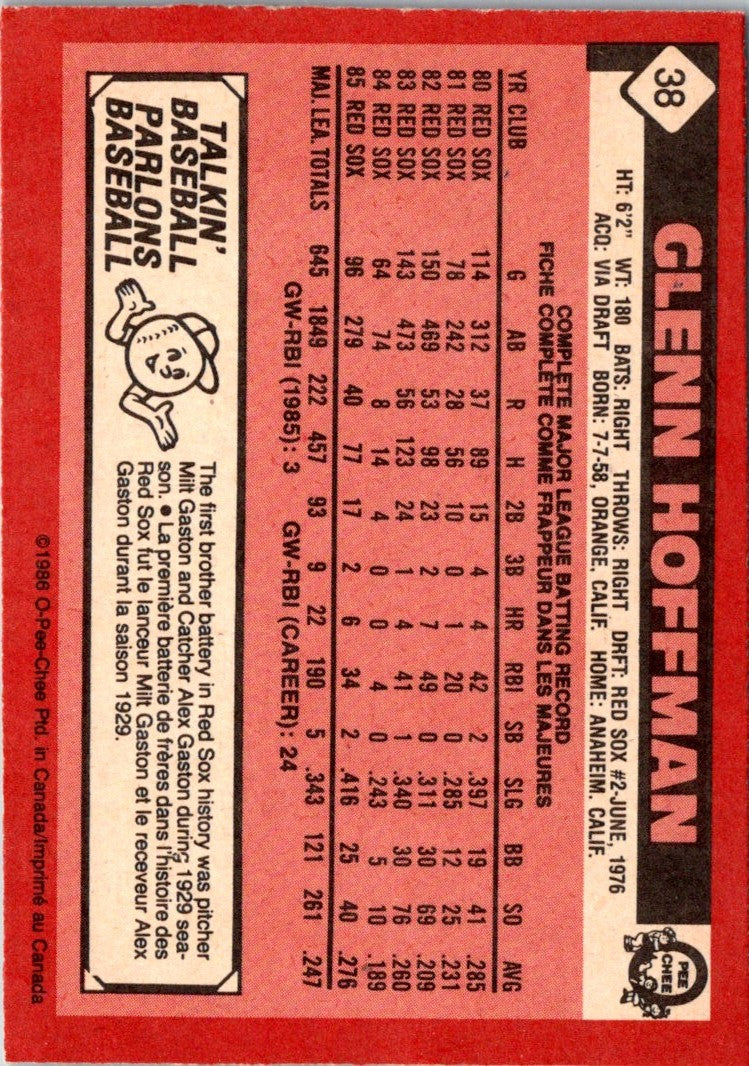 38
GLENN HOFFMAN
O PEE CHEE
HT: 6'2" WT: 180 BATS: RIGHT THROWS: RIGHT DRFT: RED SOX #2-JUNE, 1976
ACQ: VIA DRAFT BORN: 7-7-58, ORANGE, CALIF. HOME: ANAHEIM, CALIF.
COMPLETE MAJOR LEAGUE BATTING RECORD
FICHE COMPLÈTE COMME FRAPPEUR DANS LES MAJEURES
YR CLUB G AB R H 2B 3B HR RBI SB SLG BB SO AVG
80 RED SOX 114 312 37 89 15 4 4 42 2 .397 19 41 .285
81 RED SOX 78 242 28 56 10 0 1 20 0 .285 12 25 .231
82 RED SOX 150 469 53 98 23 2 7 49 0 .311 30 69 .209
83 RED SOX 143 473 56 123 24 1 4 41 1 .340 30 76 .260
84 RED SOX 64 74 8 14 4 0 0 4 0 .243 5 10 .189
85 RED SOX 96 279 40 77 17 2 6 34 2 .416 25 40 .276
MAJ. LEA. TOTALS 645 1849 222 457 93 9 22 190 5 .343 121 261 .247
GW-RBI (1985): 3 GW-RBI (CAREER): 24
TALKIN'
BASEBALL
PARLONS
BASEBALL
The first brother battery in Red Sox history was pitcher
Milt Gaston and Catcher Alex Gaston during 1929 sea-
son. ● La première batterie de frères dans l'histoire des
Red Sox fut le lanceur Milt Gaston et le receveur Alex
Gaston durant la saison 1929.
©1986 O-Pee-Chee Ptd. in Canada/Imprimé au Canada